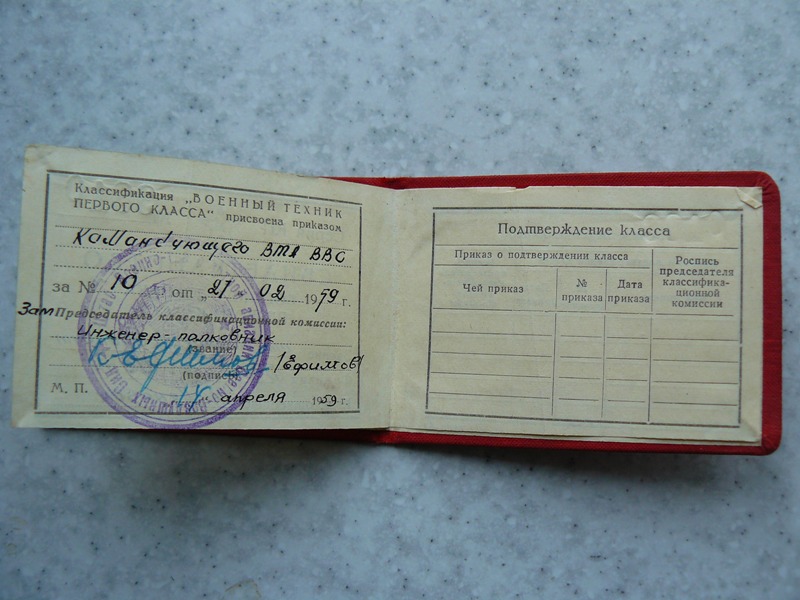 Классификация „ВОЕННЫЙ ТЕХНИК
ПЕРВОГО КЛАССА“ присвоена приказом
Командующего ВТА ВВС
за № 10 от „21 02 1959 г.
Зам Председатель классификационной комиссии:
Инженер-полковник
(звание)
/Ефимов/
(подпись)
М. П. апреля 1959 г.
Подтверждение класса
Приказ о подтверждении класса
Чей приказ
№ приказа
Дата приказа
Роспись
председателя
классифика-
ционной
комиссии